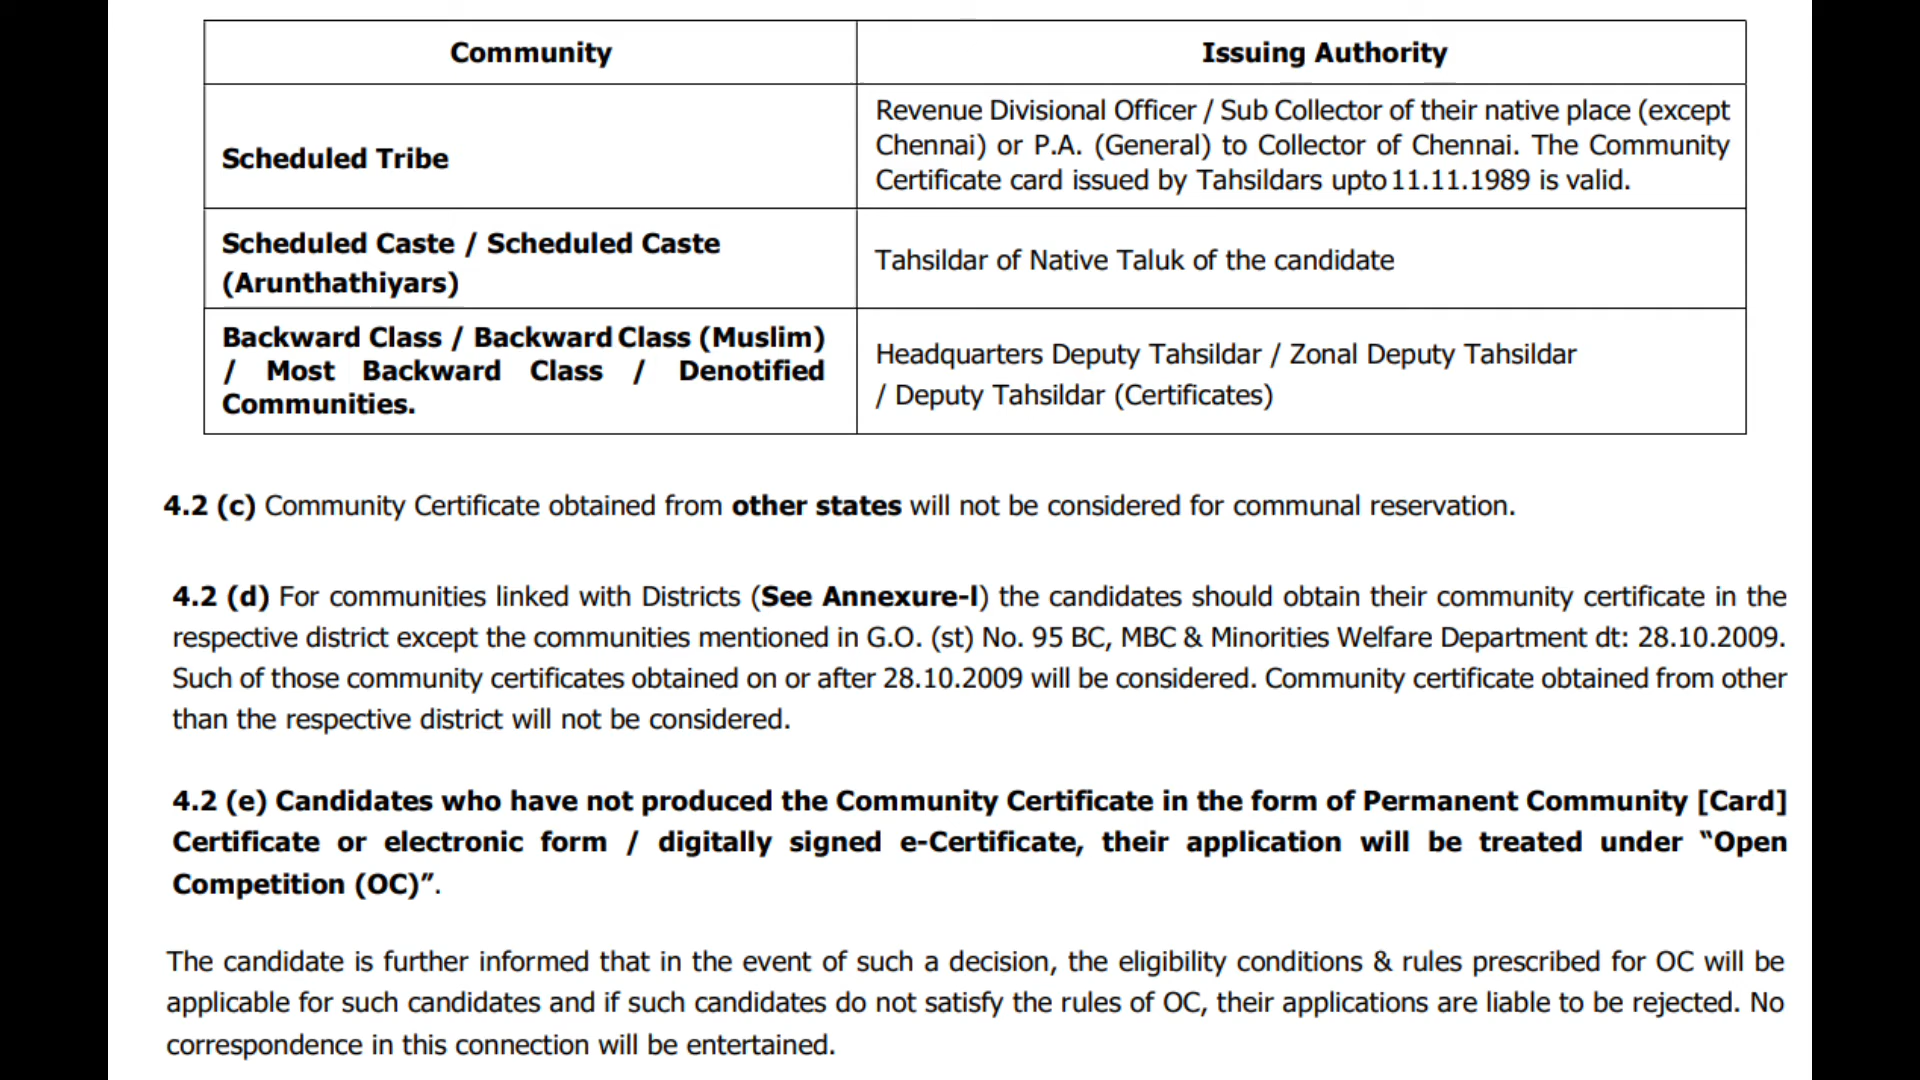 Community
Issuing Authority
Scheduled Tribe
Revenue Divisional Officer / Sub Collector of their native place (except
Chennai) or P.A. (General) to Collector of Chennai. The Community
Certificate card issued by Tahsildars upto 11.11.1989 is valid.
Scheduled Caste / Scheduled Caste
(Arunthathiyars)
Tahsildar of Native Taluk of the candidate
Backward Class / Backward Class (Muslim)
/ Most Backward Class / Denotified
Communities.
Headquarters Deputy Tahsildar / Zonal Deputy Tahsildar
/ Deputy Tahsildar (Certificates)
4.2 (c) Community Certificate obtained from other states will not be considered for communal reservation.
4.2 (d) For communities linked with Districts (See Annexure-I) the candidates should obtain their community certificate in the
respective district except the communities mentioned in G.O. (st) No. 95 BC, MBC & Minorities Welfare Department dt: 28.10.2009.
Such of those community certificates obtained on or after 28.10.2009 will be considered. Community certificate obtained from other
than the respective district will not be considered.
4.2 (e) Candidates who have not produced the Community Certificate in the form of Permanent Community [Card]
Certificate or electronic form / digitally signed e-Certificate, their application will be treated under “Open
Competition (OC)”.
The candidate is further informed that in the event of such a decision, the eligibility conditions & rules prescribed for OC will be
applicable for such candidates and if such candidates do not satisfy the rules of OC, their applications are liable to be rejected. No
correspondence in this connection will be entertained.